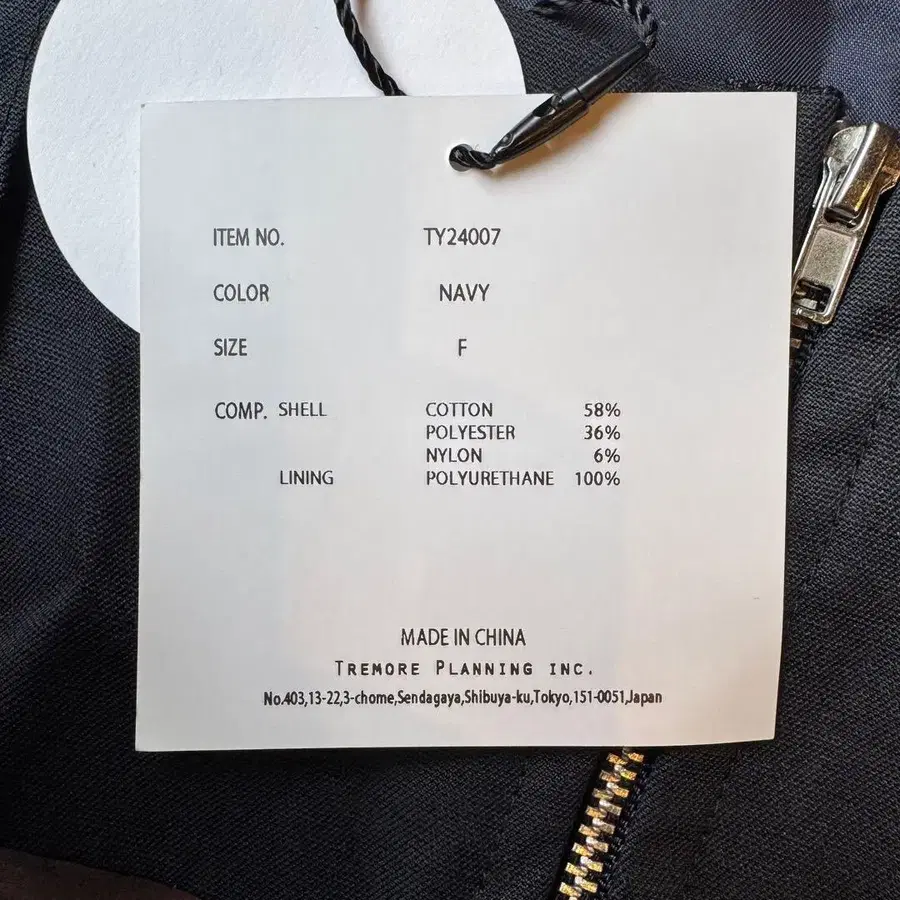 ITEM NO. TY24007
COLOR NAVY
SIZE F
COMP. SHELL COTTON 58%
POLYESTER 36%
NYLON 6%
LINING POLYURETHANE 100%
MADE IN CHINA
TREMORE PLANNING INC.
No.403,13-22,3-chome,Sendagaya,Shibuya-ku,Tokyo,151-0051,Japan